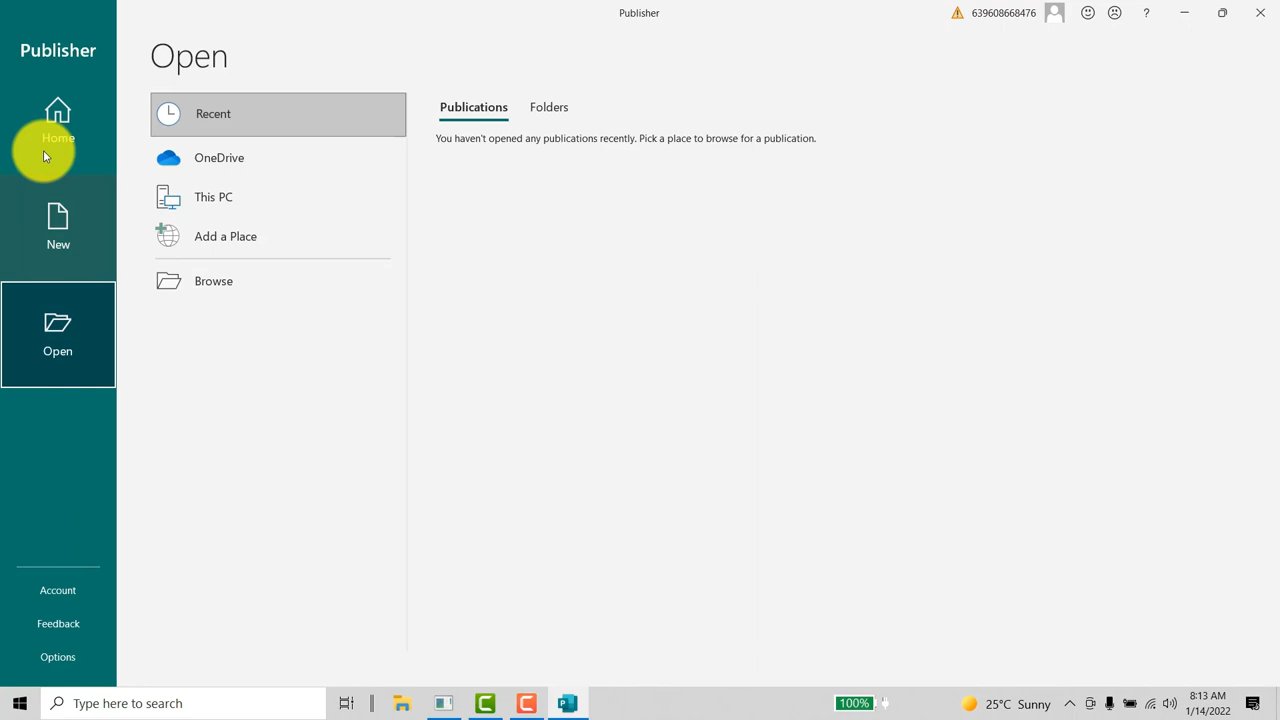 Publisher
639608668476
?
Publisher
Open
Home
New
Open
Recent
OneDrive
This PC
Add a Place
Browse
Publications
Folders
You haven't opened any publications recently. Pick a place to browse for a publication.
Account
Feedback
Options
Type here to search
100%
25°C Sunny
8:13 AM
1/14/2022